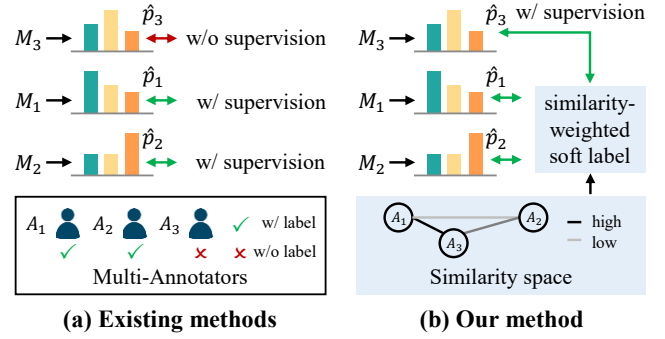 M₃ p̂₃ w/o supervision
M₁ p̂₁ w/ supervision
M₂ p̂₂ w/ supervision
A₁ A₂ A₃ ✓ w/ label
✓ ✓ ✗ ✗ w/o label
Multi-Annotators
(a) Existing methods
p̂₃ w/ supervision
M₃
M₁ p̂₁
M₂ p̂₂
similarity-
weighted
soft label
A₁ A₂ A₃
high
low
Similarity space
(b) Our method